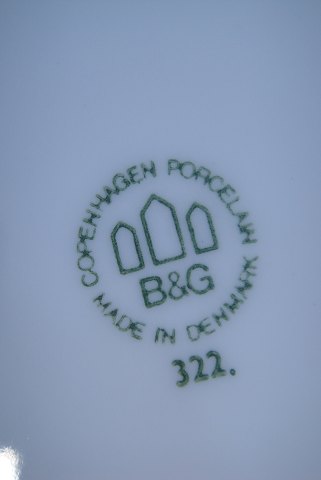 COPENHAGEN PORCELAIN
B&G
MADE IN DENMARK
322.